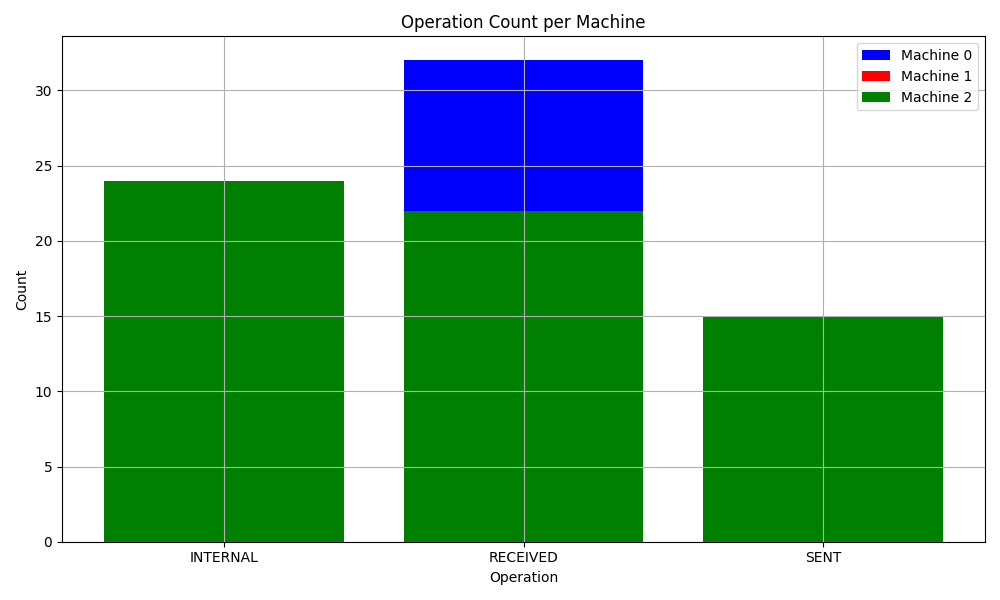 Operation Count per Machine
Machine 0
Machine 1
Machine 2
30
25
20
15
10
5
0
Count
INTERNAL RECEIVED SENT
Operation